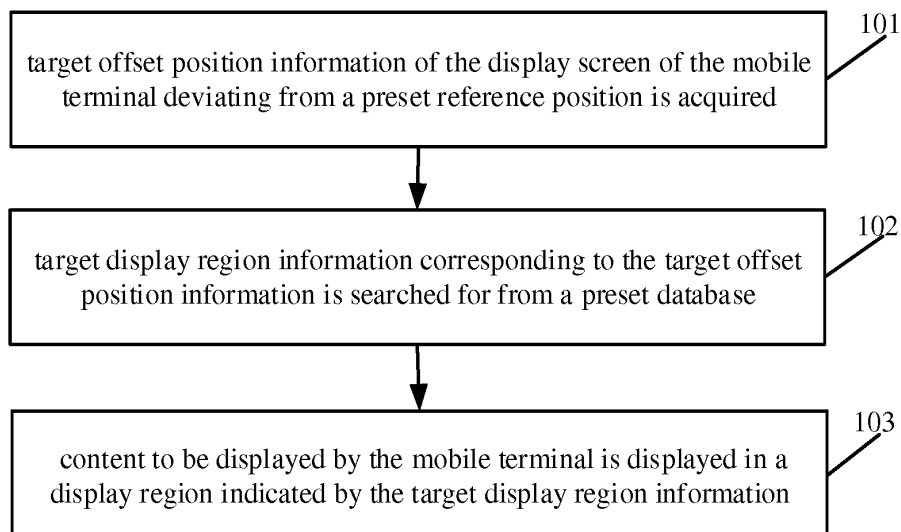 101
target offset position information of the display screen of the mobile
terminal deviating from a preset reference position is acquired
102
target display region information corresponding to the target offset
position information is searched for from a preset database
103
content to be displayed by the mobile terminal is displayed in a
display region indicated by the target display region information